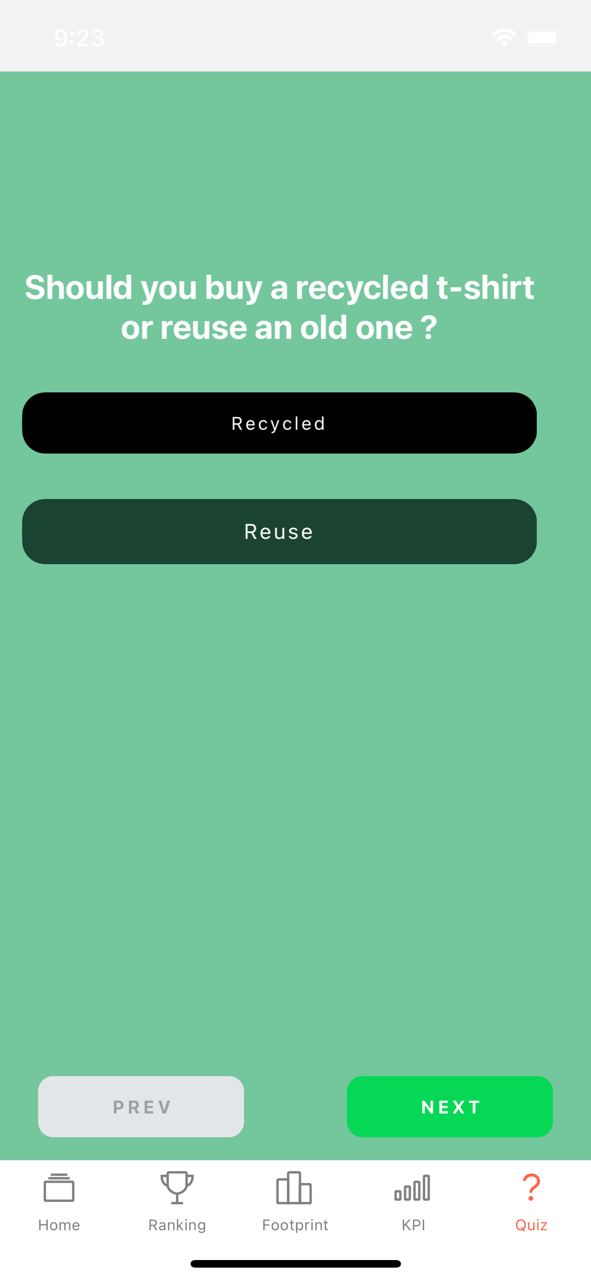 9:23
Should you buy a recycled t-shirt
or reuse an old one ?
Recycled
Reuse
PREV NEXT
Home Ranking Footprint KPI Quiz